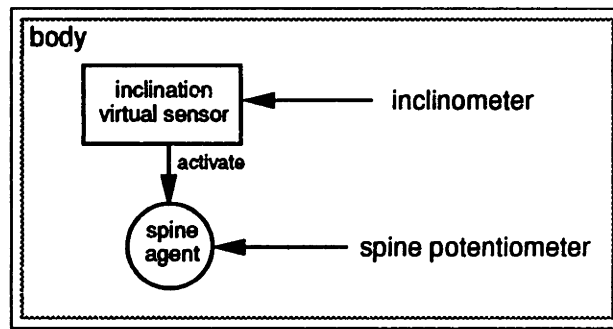 body
inclination
virtual sensor
inclinometer
activate
spine
agent
spine potentiometer